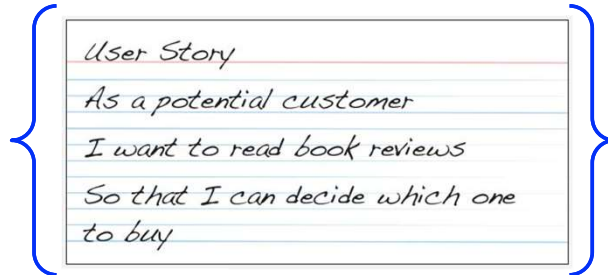 User Story
As a potential customer
I want to read book reviews
So that I can decide which one
to buy